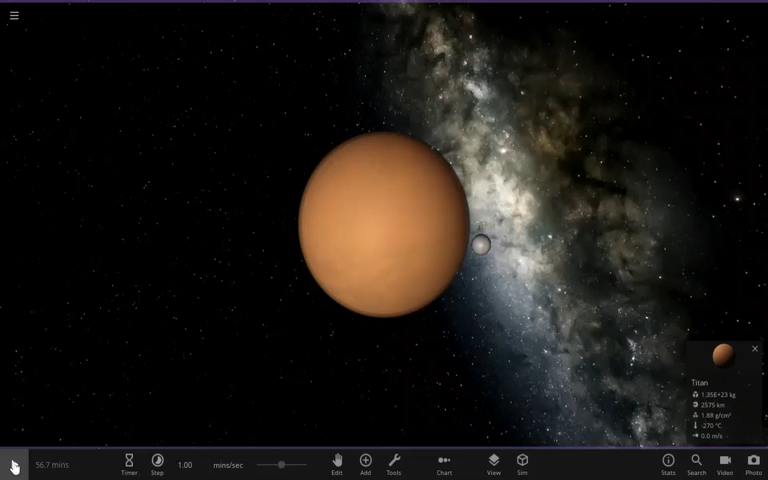 Titan
1.35E+23 kg
2575 km
1.88 g/cm³
-270 °C
0.0 m/s
56.7 mins
Timer
Step
1.00
mins/sec
Edit
Add
Tools
Chart
View
Sim
Stats
Search
Video
Photo